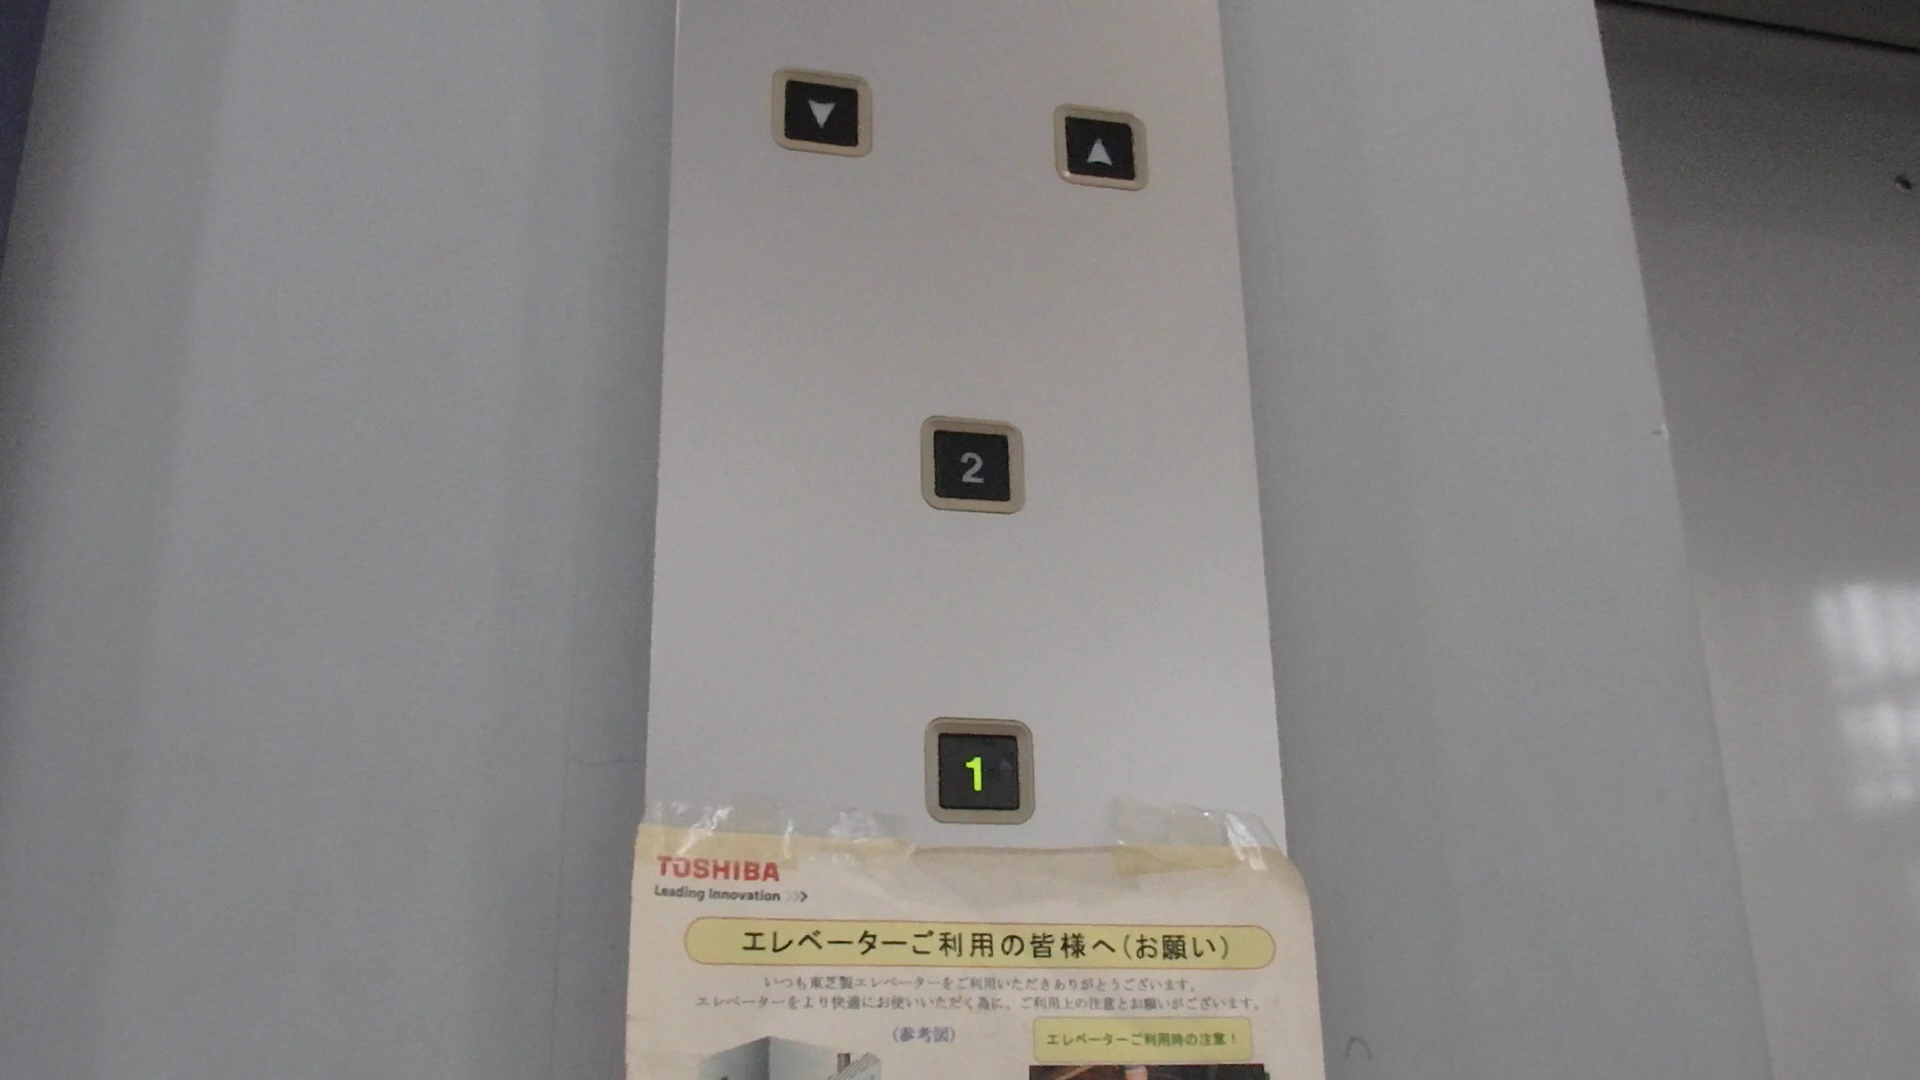 2
1
TOSHIBA
Leading Innovation >>>
エレベーターご利用の皆様へ(お願い)
いつも東芝製エレベーターをご利用いただきありがとうございます。
エレベーターをより快適にお使いいただく為に、ご利用上の注意とお願いがございます。
(参考図)
エレベーターご利用時の注意!